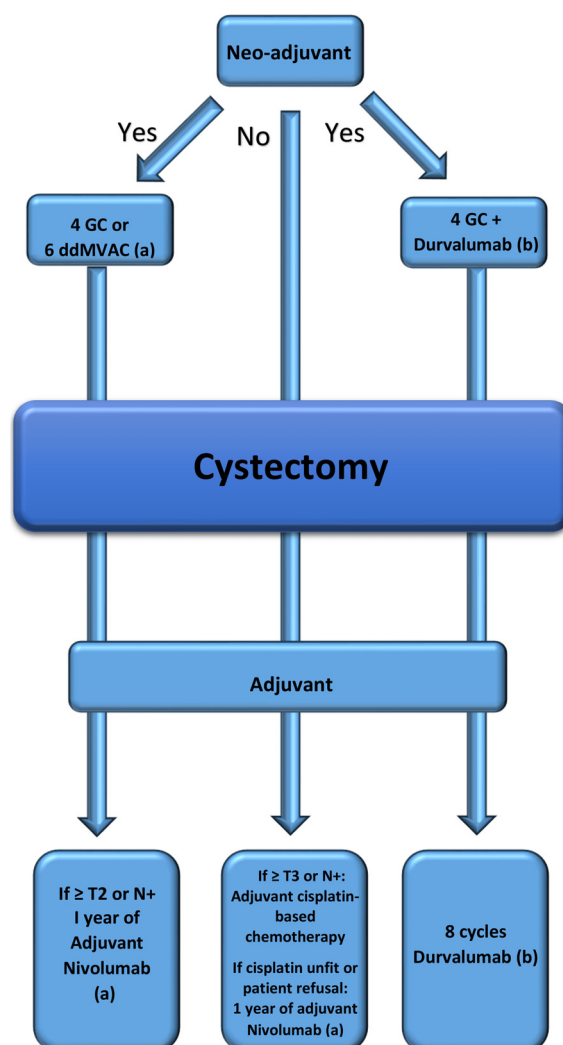 Neo-adjuvant
Yes
No
Yes
4 GC or
6 ddMVAC (a)
4 GC +
Durvalumab (b)
Cystectomy
Adjuvant
If ≥ T2 or N+
I year of
Adjuvant
Nivolumab
(a)
If ≥ T3 or N+:
Adjuvant cisplatin-
based
chemotherapy
If cisplatin unfit or
patient refusal:
1 year of adjuvant
Nivolumab (a)
8 cycles
Durvalumab (b)